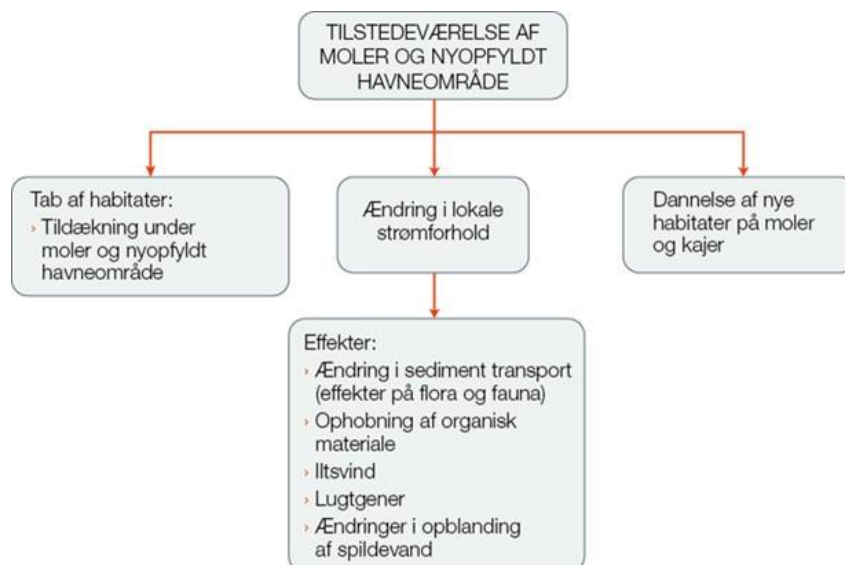 TILSTEDEVÆRELSE AF
MOLER OG NYOPFYLDT
HAVNEOMRÅDE
Tab af habitater:
› Tildækning under
moler og nyopfyldt
havneområde
Ændring i lokale
strømforhold
Dannelse af nye
habitater på moler
og kajer
Effekter:
› Ændring i sediment transport
(effekter på flora og fauna)
› Ophobning af organisk
materiale
› Iltsvind
› Lugtgener
› Ændringer i opblanding
af spildevand